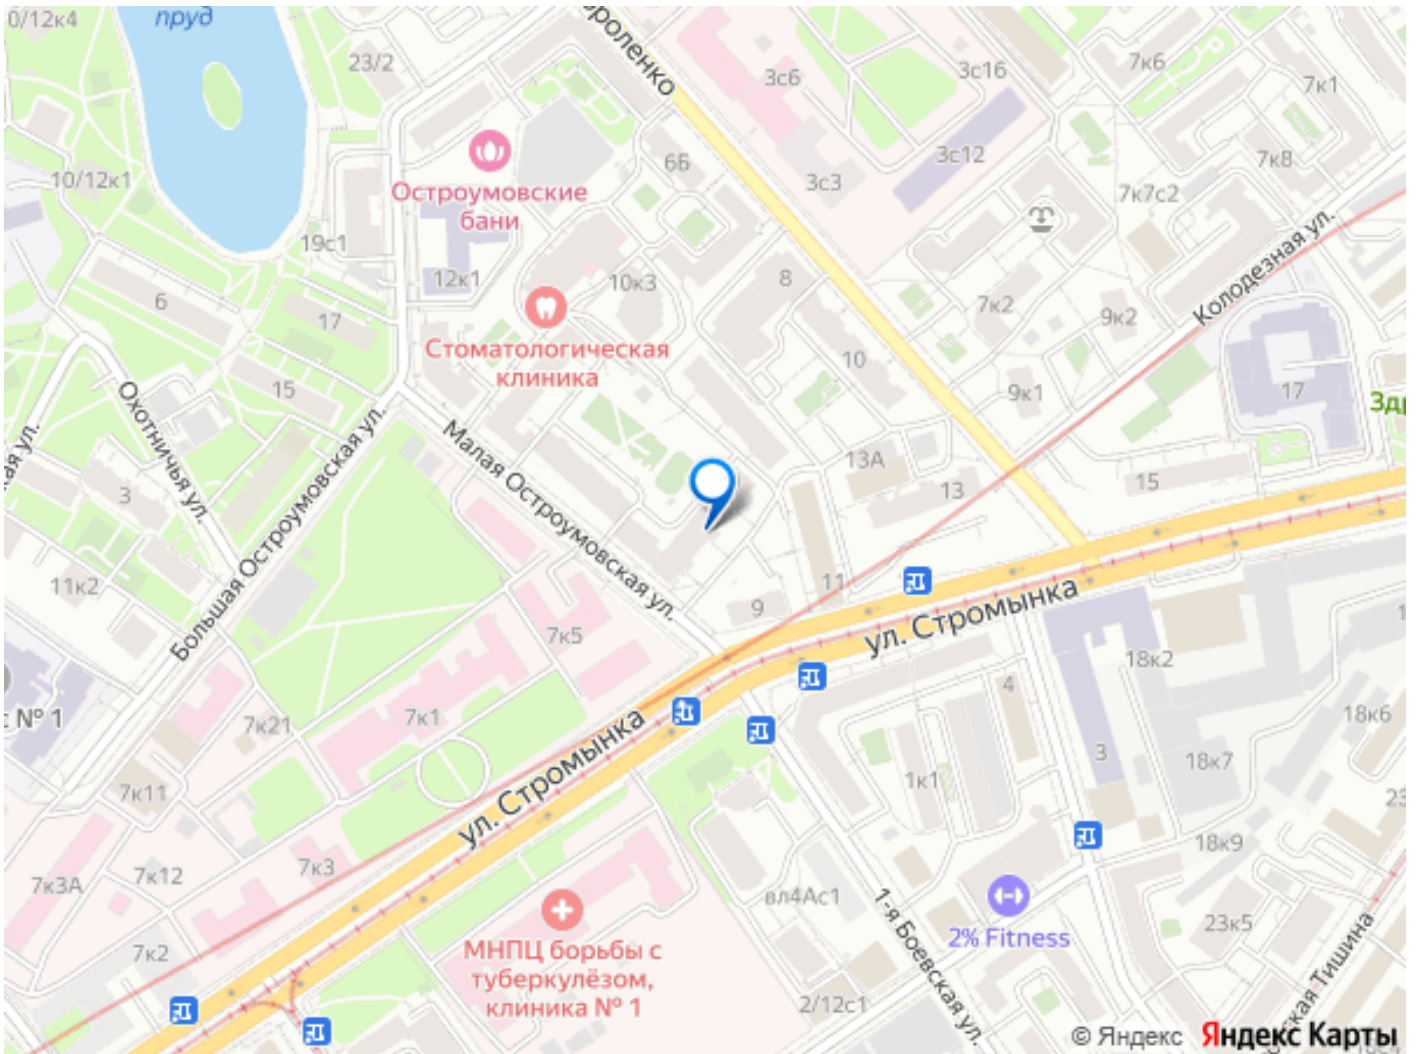 0/12к4
пруд
23/2
роленко
3с6
3с16
7к6
7к1
10/12к1
Остроумовские
бани
6Б
3с3
3с12
7к8
7к7с2
19с1
12к1
10к3
8
7к2
9к2
Колодезная ул.
6
17
Стоматологическая
клиника
10
15
9к1
17
Охотничья ул.
Малая Остроумовская ул.
13А
13
15
3
Большая Остроумовская ул.
11к2
11
9
7к5
ул. Стромынка
18к2
4
№ 1
7к21
7к1
ул. Стромынка
18к6
3
18к7
1к1
7к11
18к9
7к3А
7к12
7к3
вл4Ас1
1-я Боевская ул.
2% Fitness
23к5
7к2
МНПЦ борьбы с
туберкулёзом,
клиника № 1
2/12с1
ская Тишина
© Яндекс Яндекс Карты